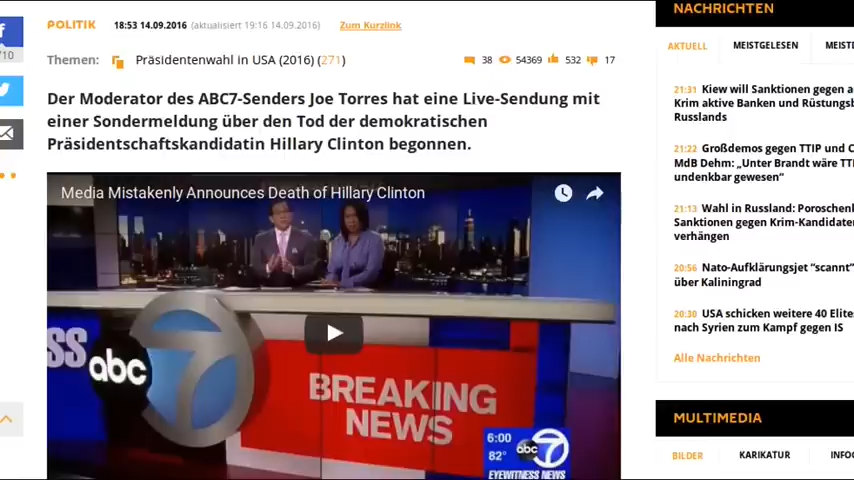 POLITIK 18:53 14.09.2016 (aktualisiert 19:16 14.09.2016) Zum Kurzlink
Themen: Präsidentenwahl in USA (2016) (271) 38 54369 532 17
Der Moderator des ABC7-Senders Joe Torres hat eine Live-Sendung mit
einer Sondermeldung über den Tod der demokratischen
Präsidentschaftskandidatin Hillary Clinton begonnen.
Media Mistakenly Announces Death of Hillary Clinton
abc 7
BREAKING
NEWS
6:00
82°
abc 7
EYEWITNESS NEWS
NACHRICHTEN
AKTUELL MEISTGELESEN
21:31 Kiew will Sanktionen gegen
Krim aktive Banken und
Russlands
21:22 Großdemos gegen TTIP und
MdB Dehm: „Unter Brandt wäre
undenkbar gewesen“
21:13 Wahl in Russland:
Sanktionen gegen
verhängen
20:56 Nato-Aufklärungsjet “scannt”
über Kaliningrad
20:30 USA schicken weitere 40
nach Syrien zum Kampf gegen IS
Alle Nachrichten
MULTIMEDIA
BILDER KARIKATUR